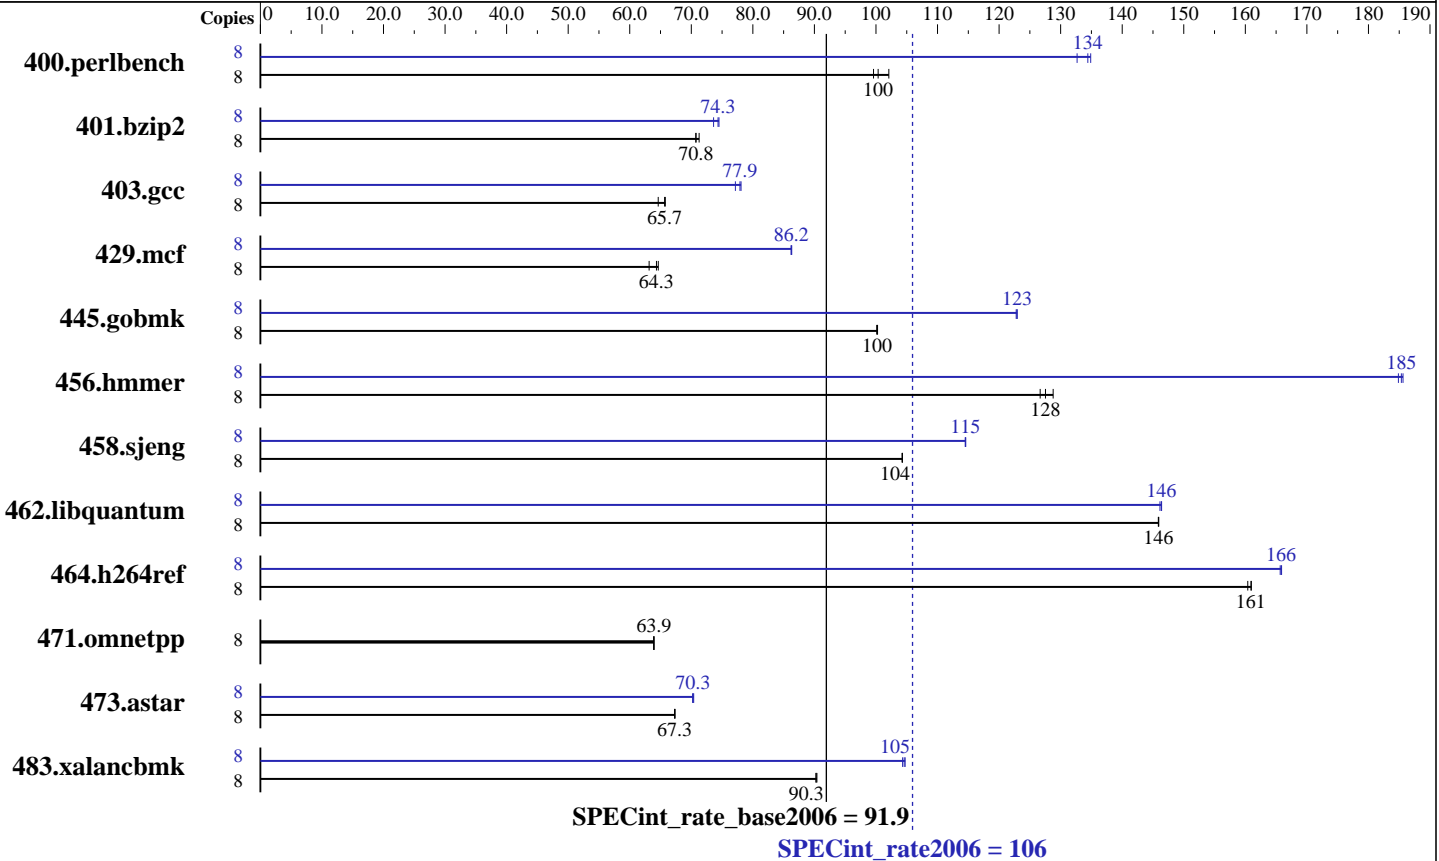 Copies 0 10.0 20.0 30.0 40.0 50.0 60.0 70.0 80.0 90.0 100 110 120 130 140 150 160 170 180 190
400.perlbench 8 134
8 100
401.bzip2 8 74.3
8 70.8
403.gcc 8 77.9
8 65.7
429.mcf 8 86.2
8 64.3
445.gobmk 8 123
8 100
456.hmmer 8 185
8 128
458.sjeng 8 115
8 104
462.libquantum 8 146
8 146
464.h264ref 8 166
8 161
471.omnetpp 8 63.9
473.astar 8 70.3
8 67.3
483.xalancbmk 8 105
8 90.3
SPECint_rate_base2006 = 91.9
SPECint_rate2006 = 106